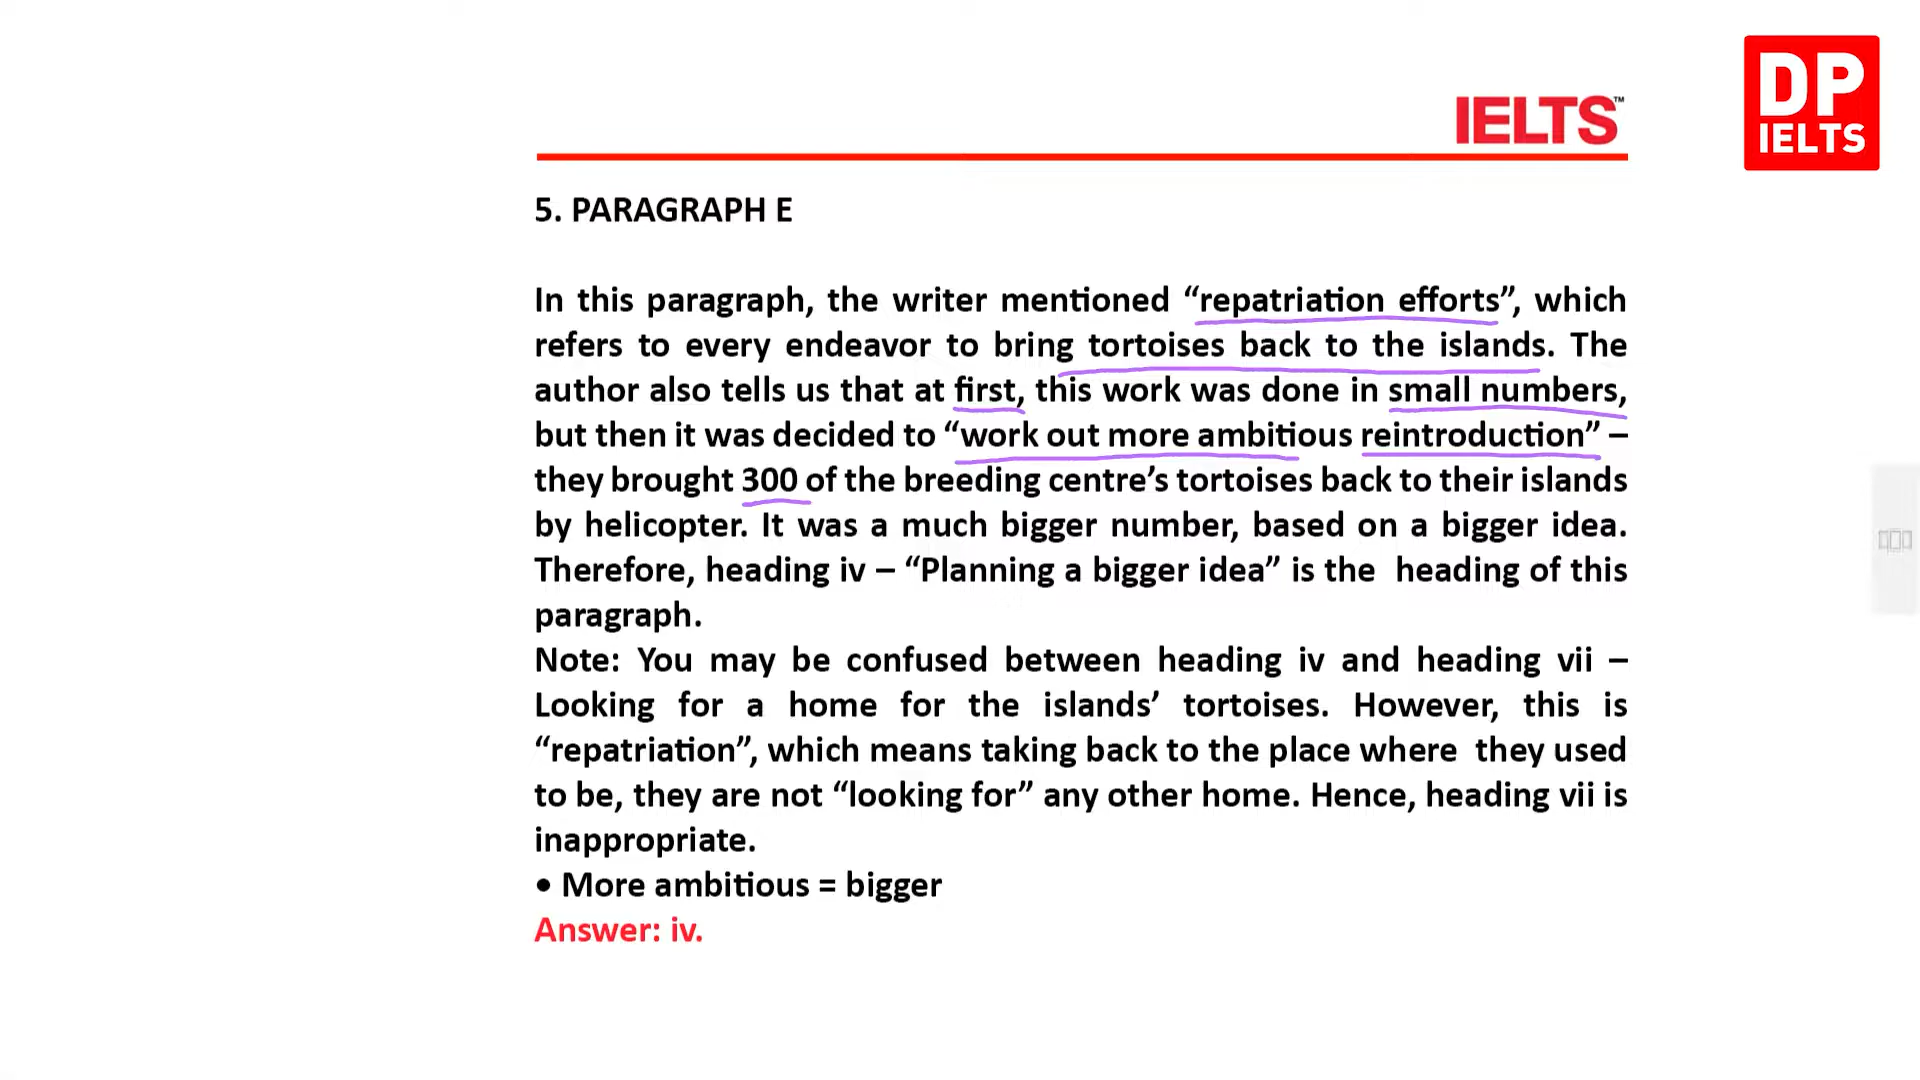 DP
IELTS
IELTS™
5. PARAGRAPH E
In this paragraph, the writer mentioned “repatriation efforts”, which
refers to every endeavor to bring tortoises back to the islands. The
author also tells us that at first, this work was done in small numbers,
but then it was decided to “work out more ambitious reintroduction” –
they brought 300 of the breeding centre’s tortoises back to their islands
by helicopter. It was a much bigger number, based on a bigger idea.
Therefore, heading iv – “Planning a bigger idea” is the heading of this
paragraph.
Note: You may be confused between heading iv and heading vii –
Looking for a home for the islands’ tortoises. However, this is
“repatriation”, which means taking back to the place where they used
to be, they are not “looking for” any other home. Hence, heading vii is
inappropriate.
• More ambitious = bigger
Answer: iv.